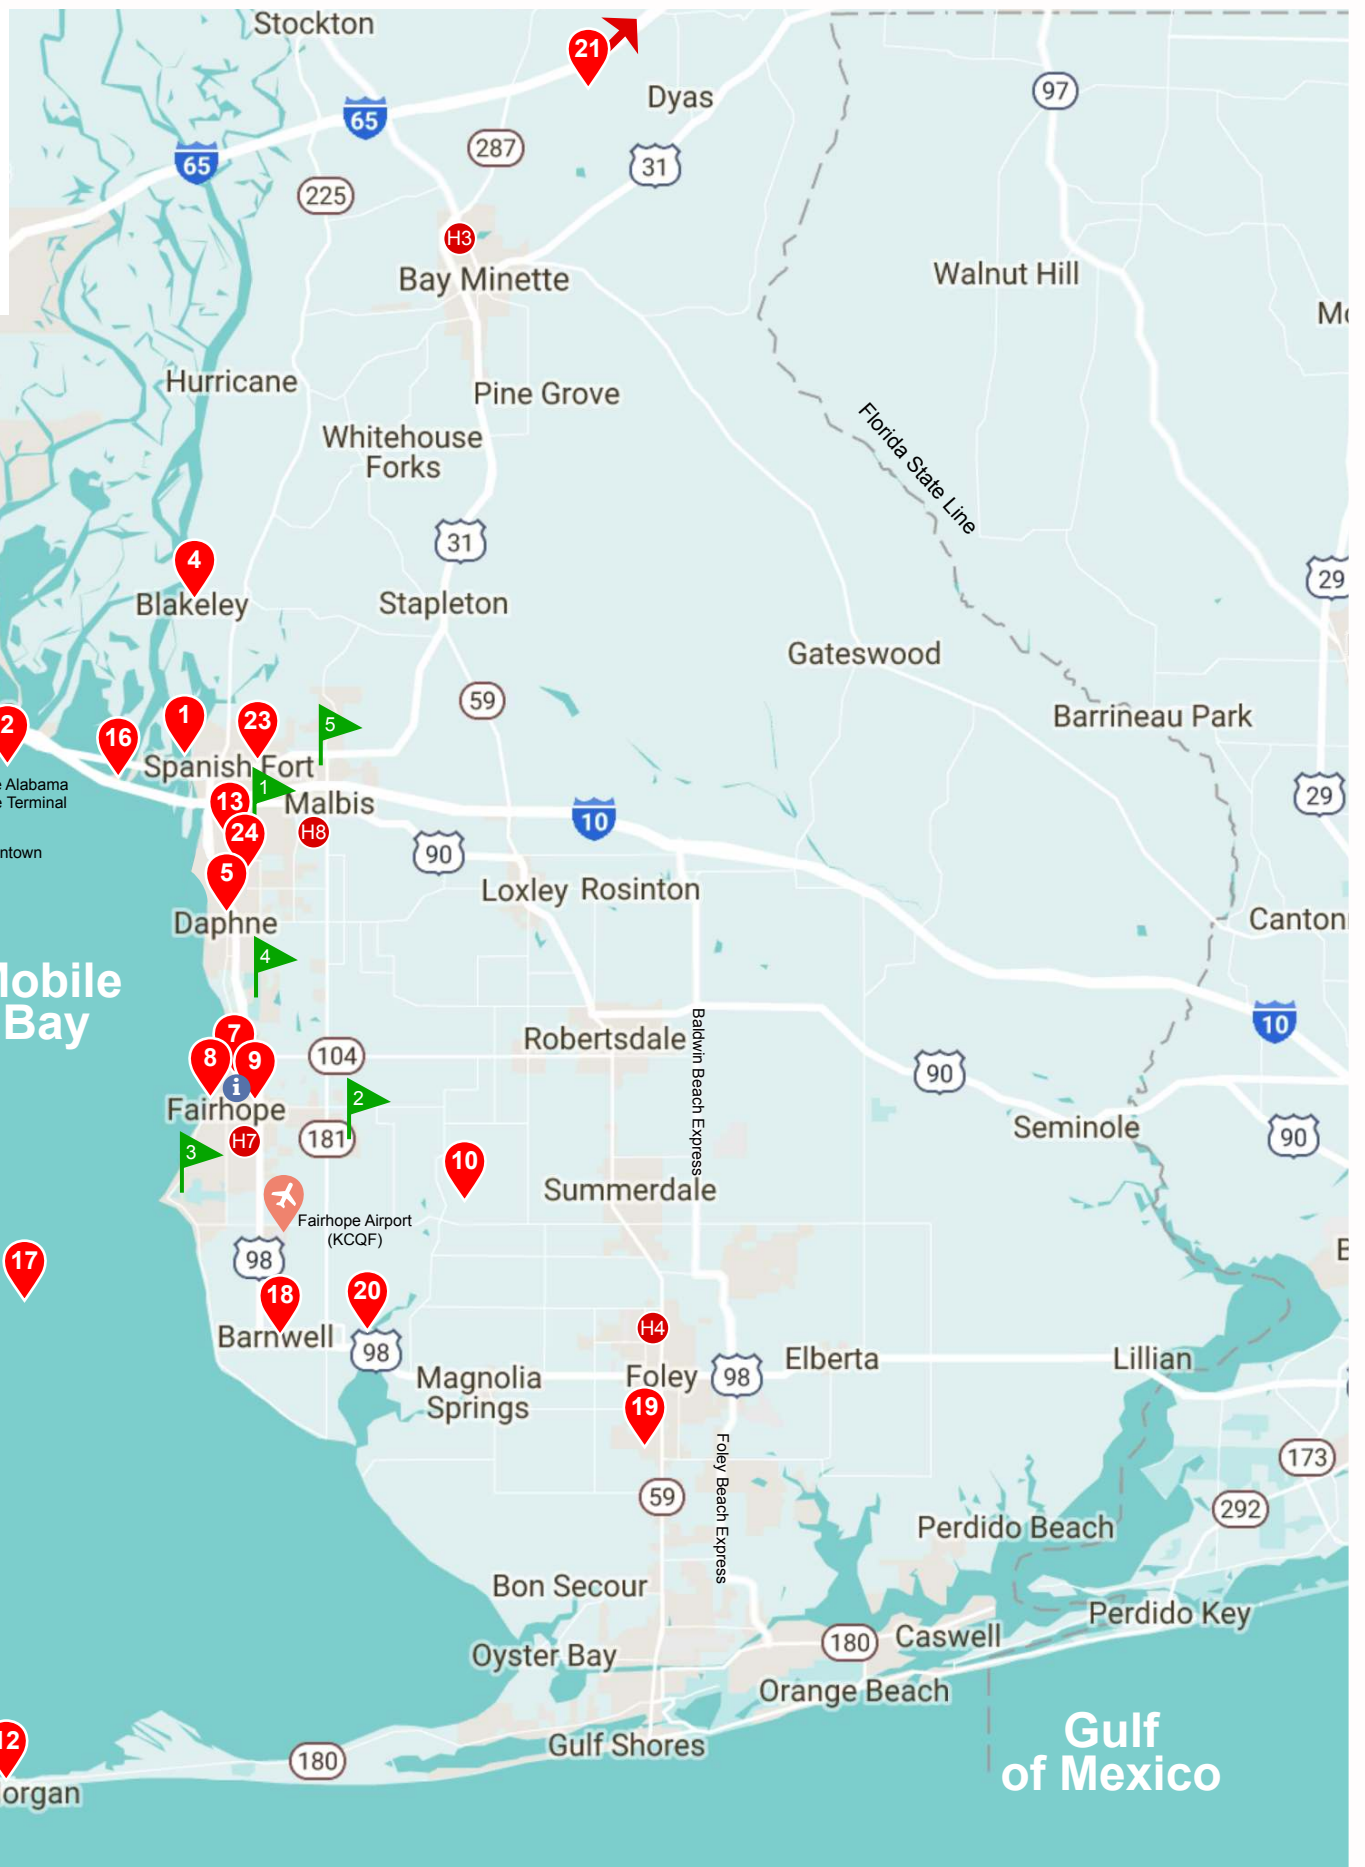 Stockton
21
Dyas
97
65
287
31
65
225
H3
Bay Minette
Walnut Hill
Hurricane
Pine Grove
Florida State Line
Whitehouse
Forks
31
4
29
Blakeley
Stapleton
Gateswood
59
1
23
5
Barrineau Park
2
16
Spanish Fort
Alabama
Terminal
1
13
Malbis
10
29
24
H8
90
5
Loxley
Rosinton
Daphne
4
Bay
10
7
Robertsdale
Baldwin Beach Express
8
9
104
90
i
Fairhope
2
Seminole
181
H7
90
3
10
Summerdale
Fairhope Airport
(KCQF)
98
17
18
20
H4
Barnwell
98
Magnolia
Springs
Foley
98
Elberta
Lillian
19
Foley Beach Express
173
59
292
Perdido Beach
Bon Secour
Perdido Key
180
Caswell
Oyster Bay
Orange Beach
Gulf
of Mexico
12
Gulf Shores
180